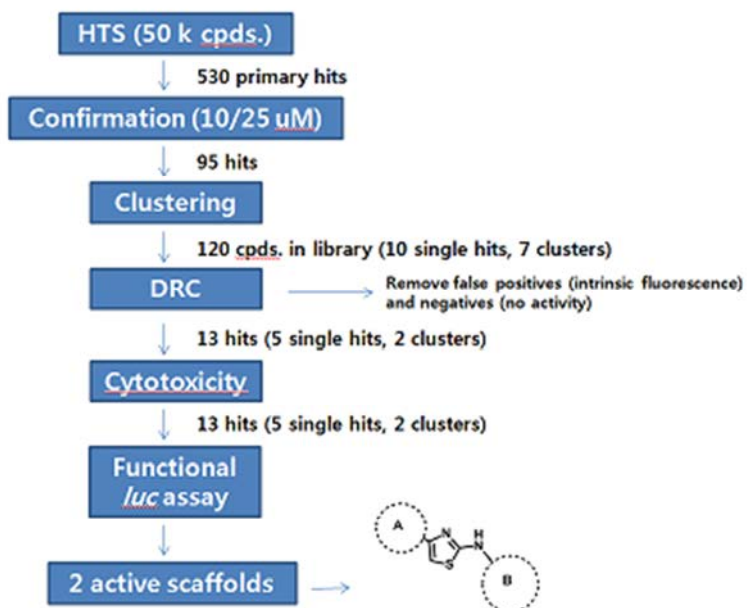 HTS (50 k cpds.)
530 primary hits
Confirmation (10/25 uM)
95 hits
Clustering
120 cpds. in library (10 single hits, 7 clusters)
DRC
Remove false positives (intrinsic fluorescence)
and negatives (no activity)
13 hits (5 single hits, 2 clusters)
Cytotoxicity
13 hits (5 single hits, 2 clusters)
Functional
luc assay
2 active scaffolds
A
N
H
N
S
B